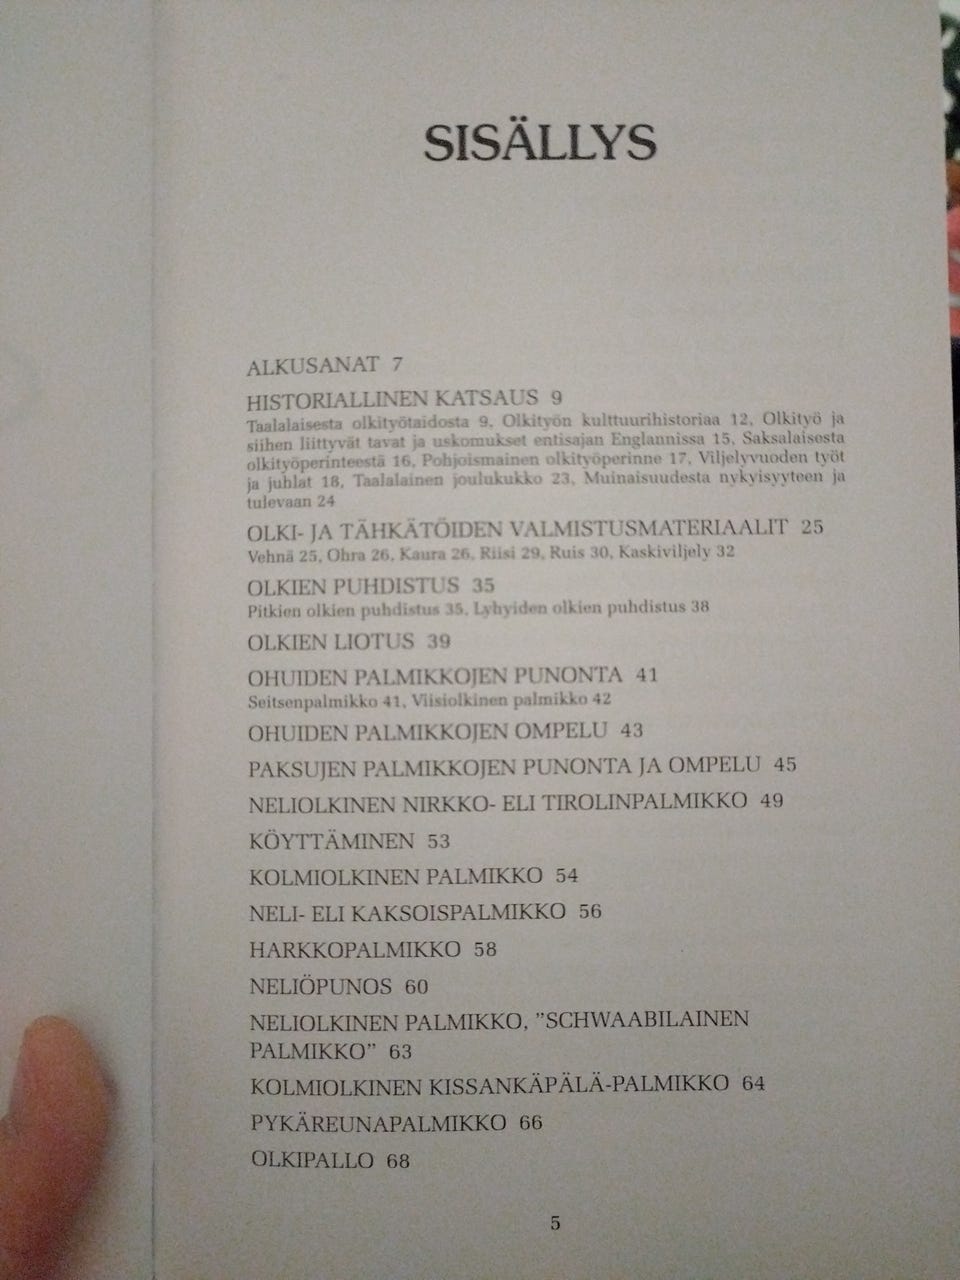 SISÄLLYS
ALKUSANAT 7
HISTORIALLINEN KATSAUS 9
Taalalaisesta olkityötaidosta 9, Olkityön kulttuurihistoriaa 12, Olkityö ja
siihen liittyvät tavat ja uskomukset entisajan Englannissa 15, Saksalaisesta
olkityöperinteestä 16, Pohjoismainen olkityöperinne 17, Viljelyvuoden työt
ja juhlat 18, Taalalainen joulukukko 23, Muinaisuudesta nykyisyyteen ja
tulevaan 24
OLKI- JA TÄHKÄTÖIDEN VALMISTUSMATERIAALIT 25
Vehnä 25, Ohra 26, Kaura 26, Riisi 29, Ruis 30, Kaskiviljely 32
OLKIEN PUHDISTUS 35
Pitkien olkien puhdistus 35, Lyhyiden olkien puhdistus 38
OLKIEN LIOTUS 39
OHUIDEN PALMIKKOJEN PUNONTA 41
Seitsenpalmikko 41, Viisiolkinen palmikko 42
OHUIDEN PALMIKKOJEN OMPELU 43
PAKSUJEN PALMIKKOJEN PUNONTA JA OMPELU 45
NELIOLKINEN NIRKKO- ELI TIROLINPALMIKKO 49
KÖYTTÄMINEN 53
KOLMIOLKINEN PALMIKKO 54
NELI- ELI KAKSOISPALMIKKO 56
HARKKOPALMIKKO 58
NELIÖPUNOS 60
NELIOLKINEN PALMIKKO, ”SCHWAABILAINEN
PALMIKKO” 63
KOLMIOLKINEN KISSANKÄPÄLÄ-PALMIKKO 64
PYKÄREUNAPALMIKKO 66
OLKIPALLO 68
5